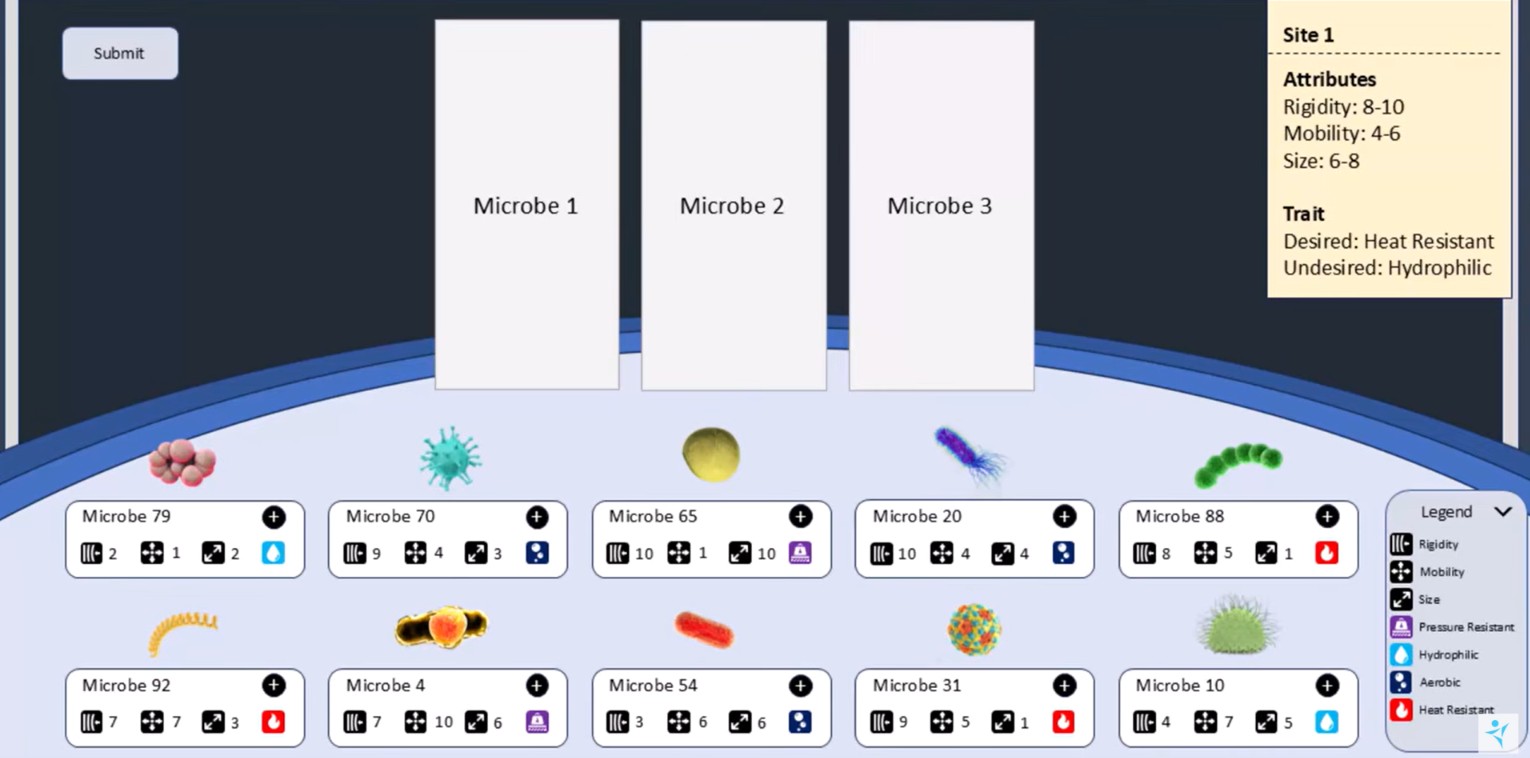 Submit
Microbe 1
Microbe 2
Microbe 3
Site 1
Attributes
Rigidity: 8-10
Mobility: 4-6
Size: 6-8
Trait
Desired: Heat Resistant
Undesired: Hydrophilic
Microbe 79
2 1 2
Microbe 70
9 4 3
Microbe 65
10 1 10
Microbe 20
10 4 4
Microbe 88
8 5 1
Microbe 92
7 7 3
Microbe 4
7 10 6
Microbe 54
3 6 6
Microbe 31
9 5 1
Microbe 10
4 7 5
Legend
Rigidity
Mobility
Size
Pressure Resistant
Hydrophilic
Aerobic
Heat Resistant